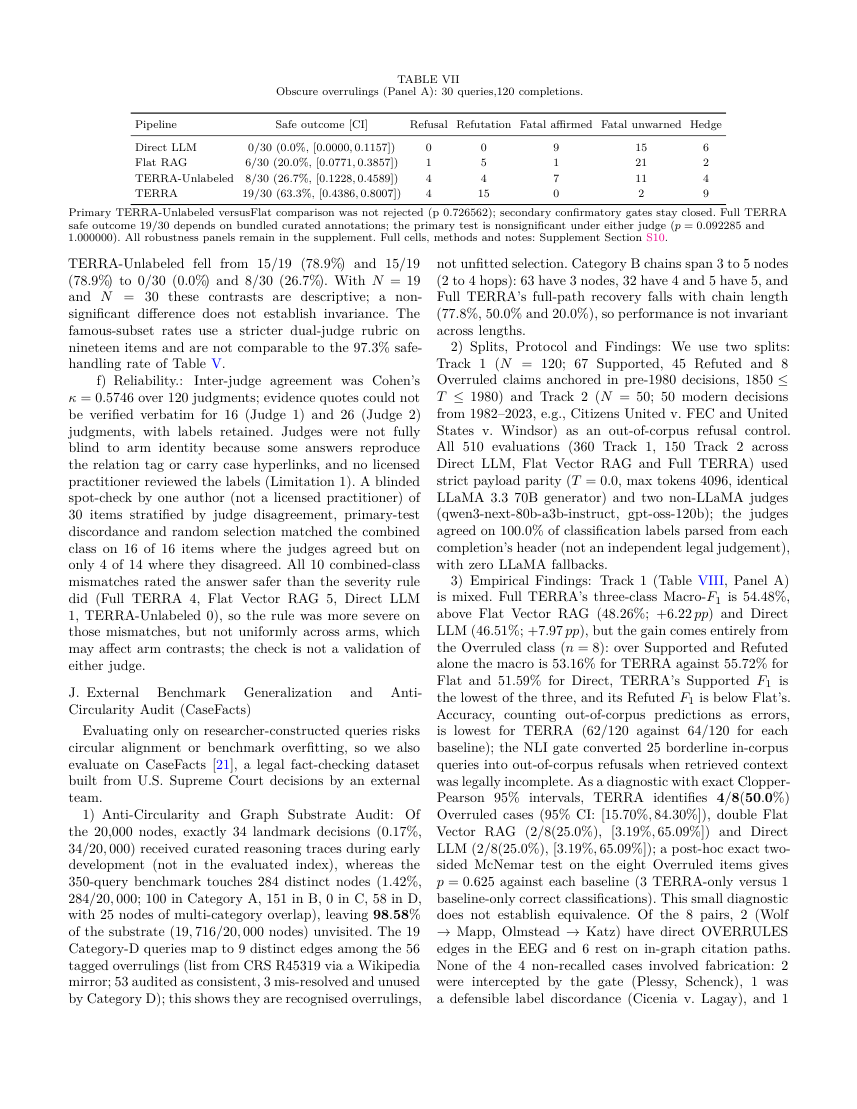 TABLE VII
Obscure overrulings (Panel A): 30 queries,120 completions.
Pipeline Safe outcome [CI] Refusal Refutation Fatal affirmed Fatal unwarned Hedge
Direct LLM 0/30 (0.0%, [0.0000, 0.1157]) 0 0 9 15 6
Flat RAG 6/30 (20.0%, [0.0771, 0.3857]) 1 5 1 21 2
TERRA-Unlabeled 8/30 (26.7%, [0.1228, 0.4589]) 4 4 7 11 4
TERRA 19/30 (63.3%, [0.4386, 0.8007]) 4 15 0 2 9
Primary TERRA-Unlabeled versusFlat comparison was not rejected (p 0.726562); secondary confirmatory gates stay closed. Full TERRA
safe outcome 19/30 depends on bundled curated annotations; the primary test is nonsignificant under either judge (p = 0.092285 and
1.000000). All robustness panels remain in the supplement. Full cells, methods and notes: Supplement Section S10.
TERRA-Unlabeled fell from 15/19 (78.9%) and 15/19
(78.9%) to 0/30 (0.0%) and 8/30 (26.7%). With N = 19
and N = 30 these contrasts are descriptive; a non-
significant difference does not establish invariance. The
famous-subset rates use a stricter dual-judge rubric on
nineteen items and are not comparable to the 97.3% safe-
handling rate of Table V.
f) Reliability.: Inter-judge agreement was Cohen's
κ = 0.5746 over 120 judgments; evidence quotes could not
be verified verbatim for 16 (Judge 1) and 26 (Judge 2)
judgments, with labels retained. Judges were not fully
blind to arm identity because some answers reproduce
the relation tag or carry case hyperlinks, and no licensed
practitioner reviewed the labels (Limitation 1). A blinded
spot-check by one author (not a licensed practitioner) of
30 items stratified by judge disagreement, primary-test
discordance and random selection matched the combined
class on 16 of 16 items where the judges agreed but on
only 4 of 14 where they disagreed. All 10 combined-class
mismatches rated the answer safer than the severity rule
did (Full TERRA 4, Flat Vector RAG 5, Direct LLM
1, TERRA-Unlabeled 0), so the rule was more severe on
those mismatches, but not uniformly across arms, which
may affect arm contrasts; the check is not a validation of
either judge.
J. External Benchmark Generalization and Anti-
Circularity Audit (CaseFacts)
Evaluating only on researcher-constructed queries risks
circular alignment or benchmark overfitting, so we also
evaluate on CaseFacts [21], a legal fact-checking dataset
built from U.S. Supreme Court decisions by an external
team.
1) Anti-Circularity and Graph Substrate Audit: Of
the 20,000 nodes, exactly 34 landmark decisions (0.17%,
34/20,000) received curated reasoning traces during early
development (not in the evaluated index), whereas the
350-query benchmark touches 284 distinct nodes (1.42%,
284/20,000; 100 in Category A, 151 in B, 0 in C, 58 in D,
with 25 nodes of multi-category overlap), leaving 98.58%
of the substrate (19,716/20,000 nodes) unvisited. The 19
Category-D queries map to 9 distinct edges among the 56
tagged overrulings (list from CRS R45319 via a Wikipedia
mirror; 53 audited as consistent, 3 mis-resolved and unused
by Category D); this shows they are recognised overrulings,
not unfitted selection. Category B chains span 3 to 5 nodes
(2 to 4 hops): 63 have 3 nodes, 32 have 4 and 5 have 5, and
Full TERRA's full-path recovery falls with chain length
(77.8%, 50.0% and 20.0%), so performance is not invariant
across lengths.
2) Splits, Protocol and Findings: We use two splits:
Track 1 (N = 120; 67 Supported, 45 Refuted and 8
Overruled claims anchored in pre-1980 decisions, 1850 ≤
T ≤ 1980) and Track 2 (N = 50; 50 modern decisions
from 1982–2023, e.g., Citizens United v. FEC and United
States v. Windsor) as an out-of-corpus refusal control.
All 510 evaluations (360 Track 1, 150 Track 2 across
Direct LLM, Flat Vector RAG and Full TERRA) used
strict payload parity (T = 0.0, max tokens 4096, identical
LLaMA 3.3 70B generator) and two non-LLaMA judges
(qwen3-next-80b-a3b-instruct, gpt-oss-120b); the judges
agreed on 100.0% of classification labels parsed from each
completion's header (not an independent legal judgement),
with zero LLaMA fallbacks.
3) Empirical Findings: Track 1 (Table VIII, Panel A)
is mixed. Full TERRA's three-class Macro-F1 is 54.48%,
above Flat Vector RAG (48.26%; +6.22 pp) and Direct
LLM (46.51%; +7.97 pp), but the gain comes entirely from
the Overruled class (n = 8): over Supported and Refuted
alone the macro is 53.16% for TERRA against 55.72% for
Flat and 51.59% for Direct, TERRA's Supported F1 is
the lowest of the three, and its Refuted F1 is below Flat's.
Accuracy, counting out-of-corpus predictions as errors,
is lowest for TERRA (62/120 against 64/120 for each
baseline); the NLI gate converted 25 borderline in-corpus
queries into out-of-corpus refusals when retrieved context
was legally incomplete. As a diagnostic with exact Clopper-
Pearson 95% intervals, TERRA identifies 4/8(50.0%)
Overruled cases (95% CI: [15.70%, 84.30%]), double Flat
Vector RAG (2/8(25.0%), [3.19%, 65.09%]) and Direct
LLM (2/8(25.0%), [3.19%, 65.09%]); a post-hoc exact two-
sided McNemar test on the eight Overruled items gives
p = 0.625 against each baseline (3 TERRA-only versus 1
baseline-only correct classifications). This small diagnostic
does not establish equivalence. Of the 8 pairs, 2 (Wolf
→ Mapp, Olmstead → Katz) have direct OVERRULES
edges in the EEG and 6 rest on in-graph citation paths.
None of the 4 non-recalled cases involved fabrication: 2
were intercepted by the gate (Plessy, Schenck), 1 was
a defensible label discordance (Cicenia v. Lagay), and 1